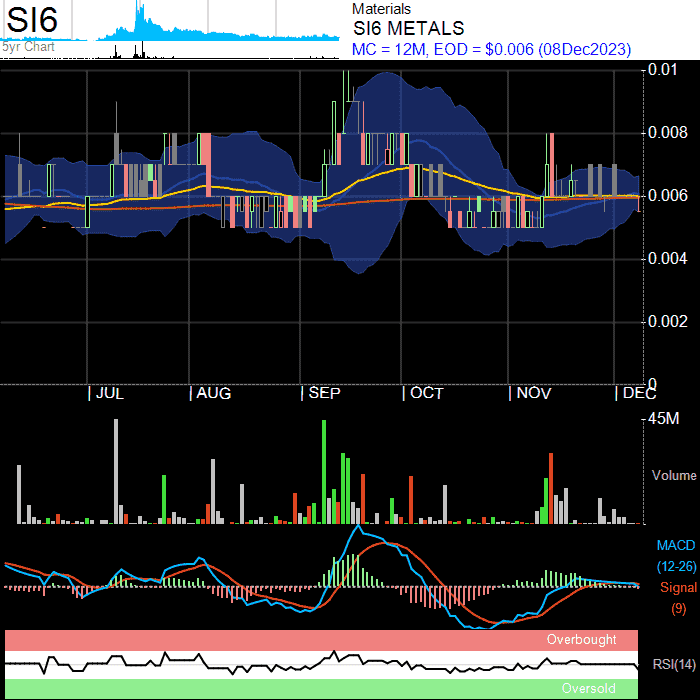 SI6
5yr Chart
Materials
SI6 METALS
MC = 12M, EOD = $0.006 (08Dec2023)
0.01
0.008
0.006
0.004
0.002
0
JUL AUG SEP OCT NOV DEC
45M
Volume
MACD
(12-26)
Signal
(9)
Overbought
RSI(14)
Oversold